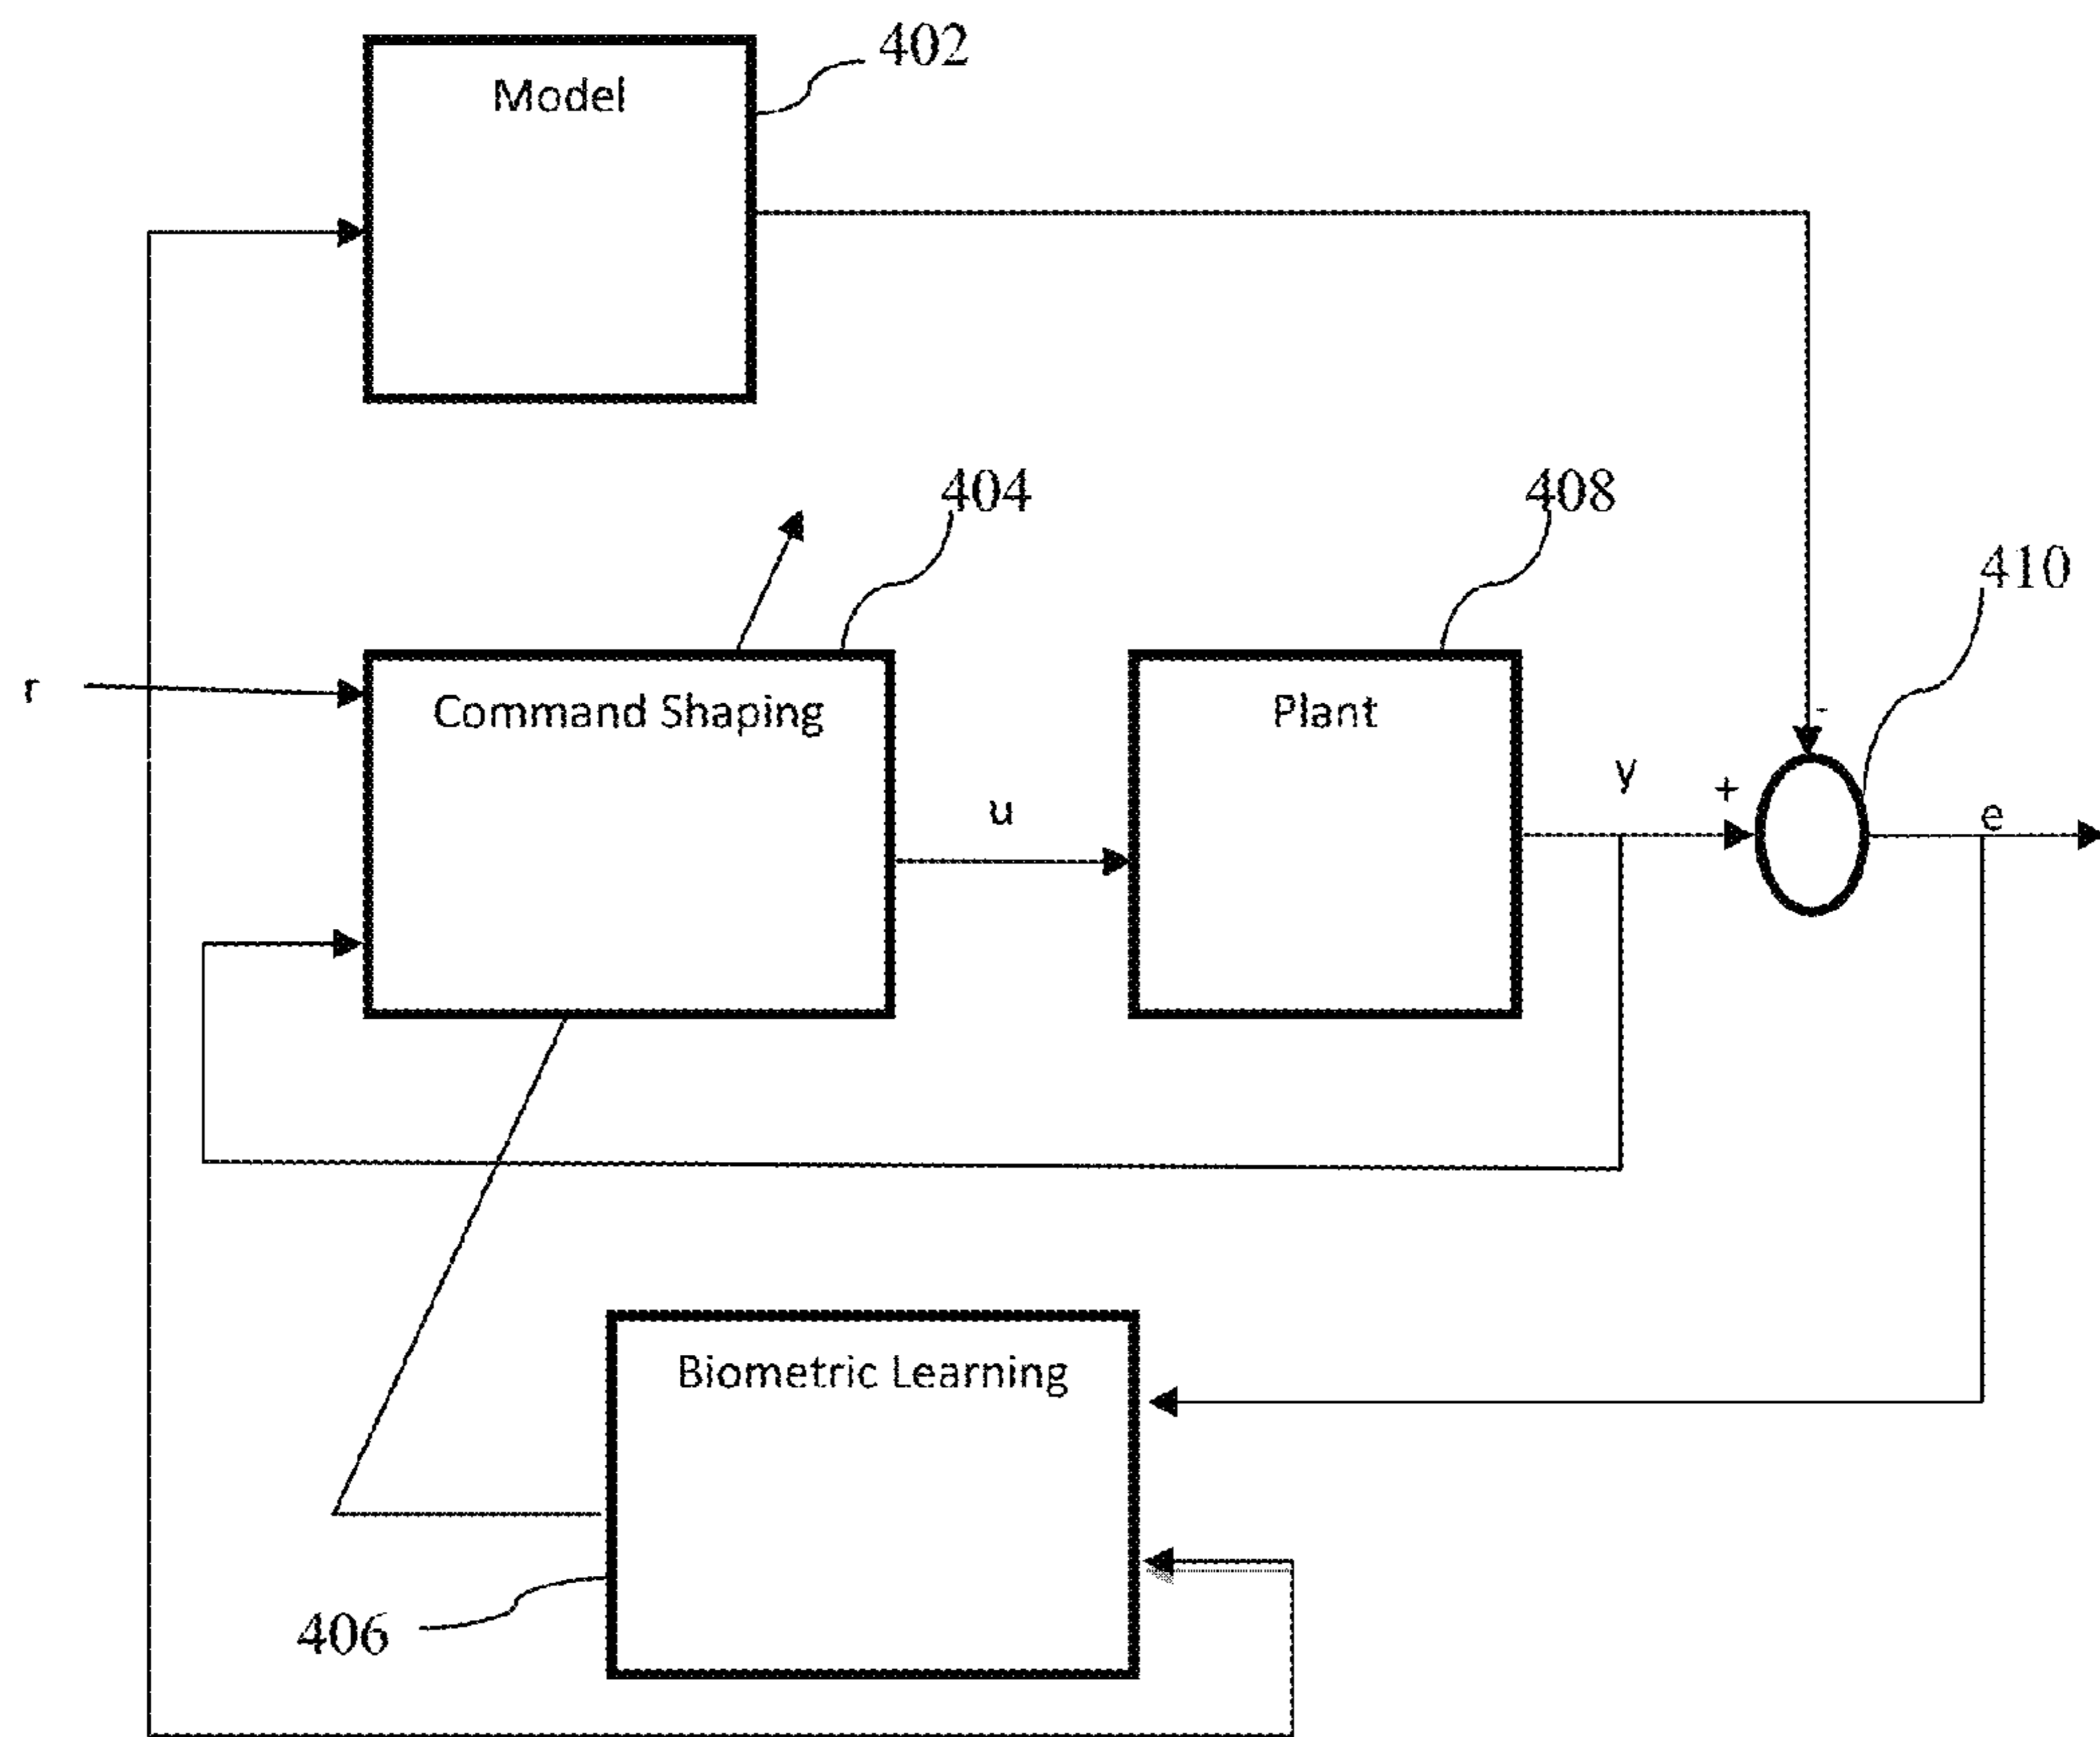 402
Model
404
408
410
r
Command Shaping
Plant
-
y
+
u
e
Biometric Learning
406